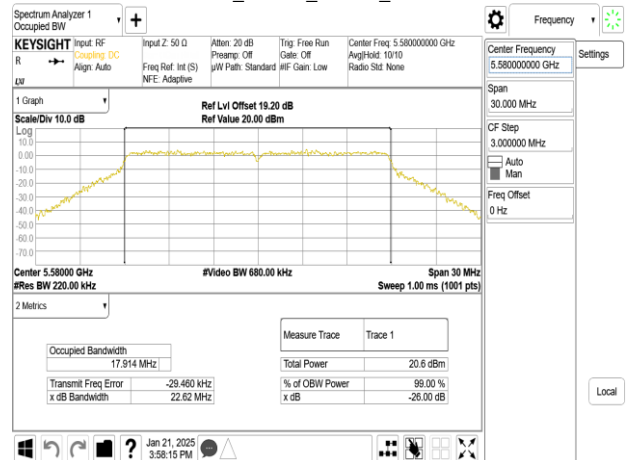 Spectrum Analyzer 1
Occupied BW
Frequency
KEYSIGHT Input: RF Input Z: 50 Ω Atten: 20 dB Trig: Free Run Center Freq: 5.580000000 GHz
R Coupling: DC Preamp: Off Gate: Off Avg|Hold: 10/10
Align: Auto Freq Ref: Int (S) µW Path: Standard #IF Gain: Low Radio Std: None
LXI NFE: Adaptive
Center Frequency
5.580000000 GHz
Settings
Span
30.000 MHz
CF Step
3.000000 MHz
Auto
Man
Freq Offset
0 Hz
Local
1 Graph
Ref Lvl Offset 19.20 dB
Scale/Div 10.0 dB Ref Value 20.00 dBm
Log
10.0
0.00
-10.0
-20.0
-30.0
-40.0
-50.0
-60.0
-70.0
Center 5.58000 GHz #Video BW 680.00 kHz Span 30 MHz
#Res BW 220.00 kHz Sweep 1.00 ms (1001 pts)
2 Metrics
Measure Trace Trace 1
Occupied Bandwidth
17.914 MHz
Total Power 20.6 dBm
Transmit Freq Error -29.460 kHz % of OBW Power 99.00 %
x dB Bandwidth 22.62 MHz x dB -26.00 dB
Jan 21, 2025
3:58:15 PM